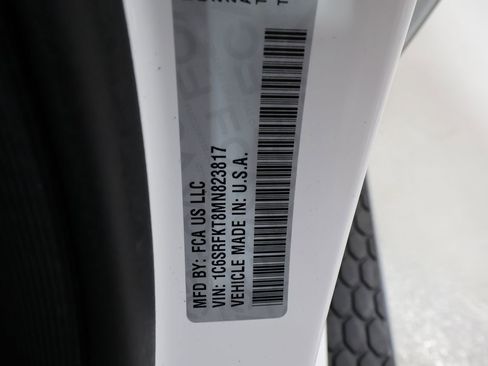 MFD BY: FCA US LLC
VIN: 1C6SRFKT8MN823817
VEHICLE MADE IN: U.S.A.